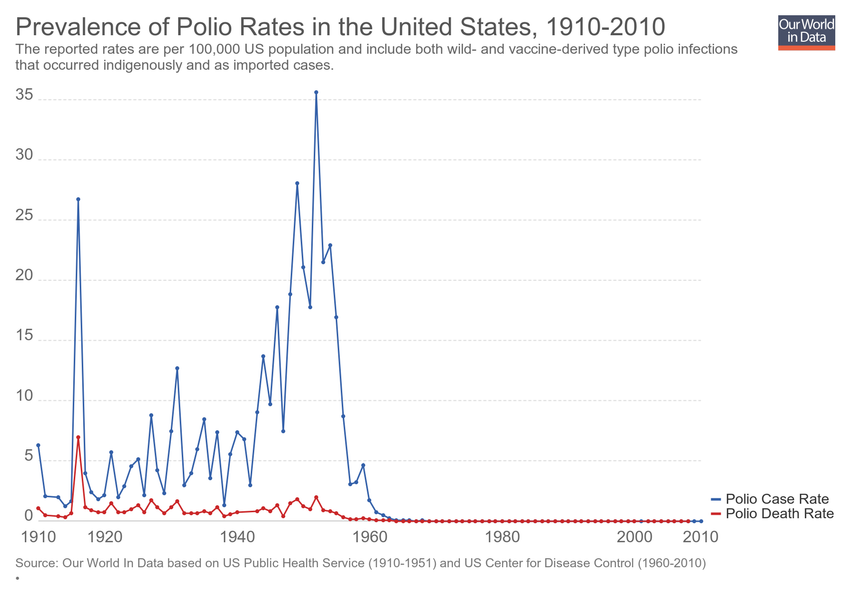 Prevalence of Polio Rates in the United States, 1910-2010
Our World
in Data
The reported rates are per 100,000 US population and include both wild- and vaccine-derived type polio infections
that occurred indigenously and as imported cases.
35
30
25
20
15
10
5
0
1910
1920
1940
1960
1980
2000
2010
Polio Case Rate
Polio Death Rate
Source: Our World In Data based on US Public Health Service (1910-1951) and US Center for Disease Control (1960-2010)
•